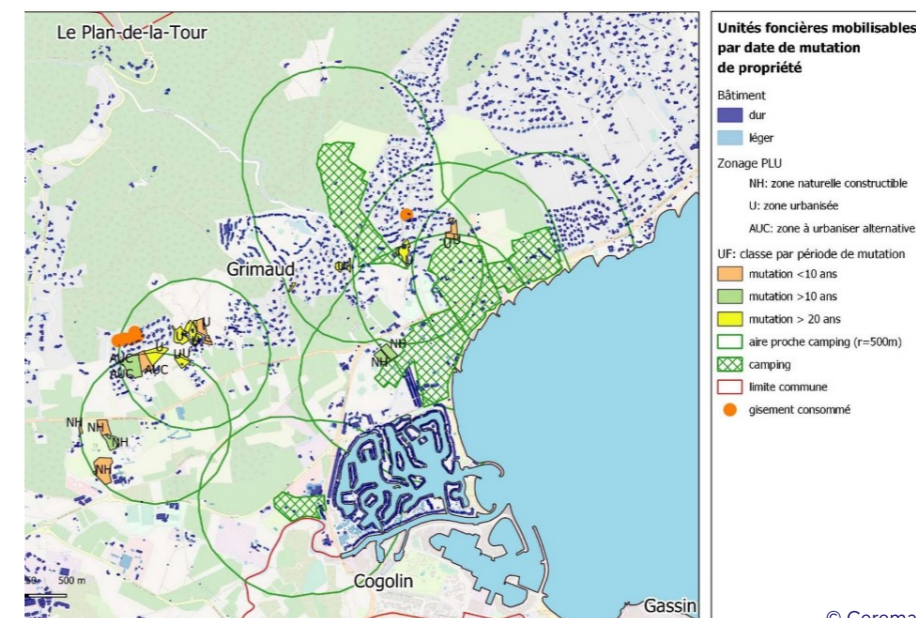 Le Plan-de-la-Tour
Grimaud
U
U
U
U
U
U
U
AUC
AUC
AUC
NH
NH
NH
NH
NH
NH
NH
500 m
Cogolin
Gassin
Unités foncières mobilisables
par date de mutation
de propriété
Bâtiment
dur
léger
Zonage PLU
NH: zone naturelle constructible
U: zone urbanisée
AUC: zone à urbaniser alternative
UF: classe par période de mutation
mutation <10 ans
mutation >10 ans
mutation > 20 ans
aire proche camping (r=500m)
camping
limite commune
gisement consommé
© Cerema